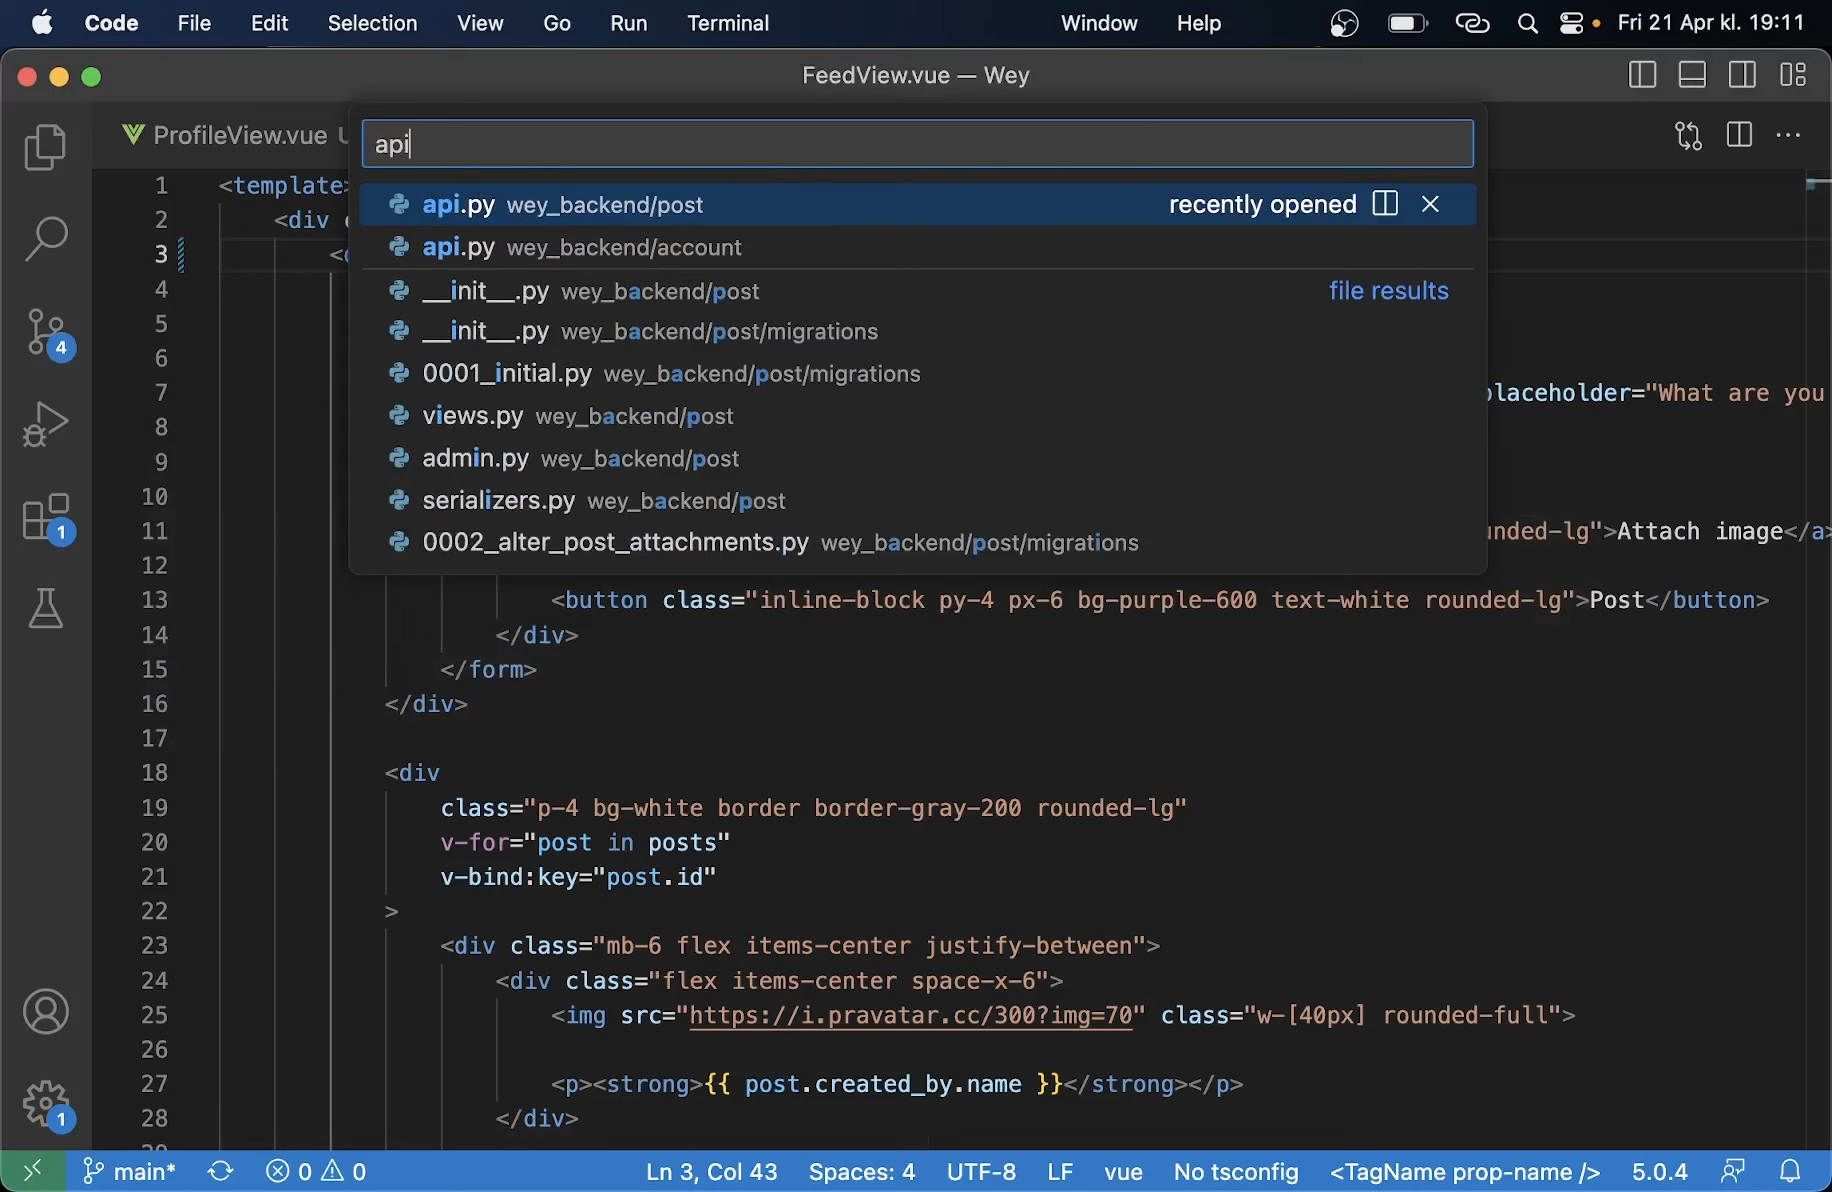 Code File Edit Selection View Go Run Terminal Window Help Fri 21 Apr kl. 19:11
FeedView.vue — Wey
ProfileView.vue
api
api.py wey_backend/post recently opened
api.py wey_backend/account
__init__.py wey_backend/post file results
__init__.py wey_backend/post/migrations
0001_initial.py wey_backend/post/migrations
views.py wey_backend/post
admin.py wey_backend/post
serializers.py wey_backend/post
0002_alter_post_attachments.py wey_backend/post/migrations
1 <template>
2 <div
3 <
4
5
6
7 placeholder="What are you
8
9
10
11 rounded-lg">Attach image</a>
12
13 <button class="inline-block py-4 px-6 bg-purple-600 text-white rounded-lg">Post</button>
14 </div>
15 </form>
16 </div>
17
18 <div
19 class="p-4 bg-white border border-gray-200 rounded-lg"
20 v-for="post in posts"
21 v-bind:key="post.id"
22 >
23 <div class="mb-6 flex items-center justify-between">
24 <div class="flex items-center space-x-6">
25 <img src="https://i.pravatar.cc/300?img=70" class="w-[40px] rounded-full">
26
27 <p><strong>{{ post.created_by.name }}</strong></p>
28 </div>
4
1
1
main* 0 0 Ln 3, Col 43 Spaces: 4 UTF-8 LF vue No tsconfig <TagName prop-name /> 5.0.4